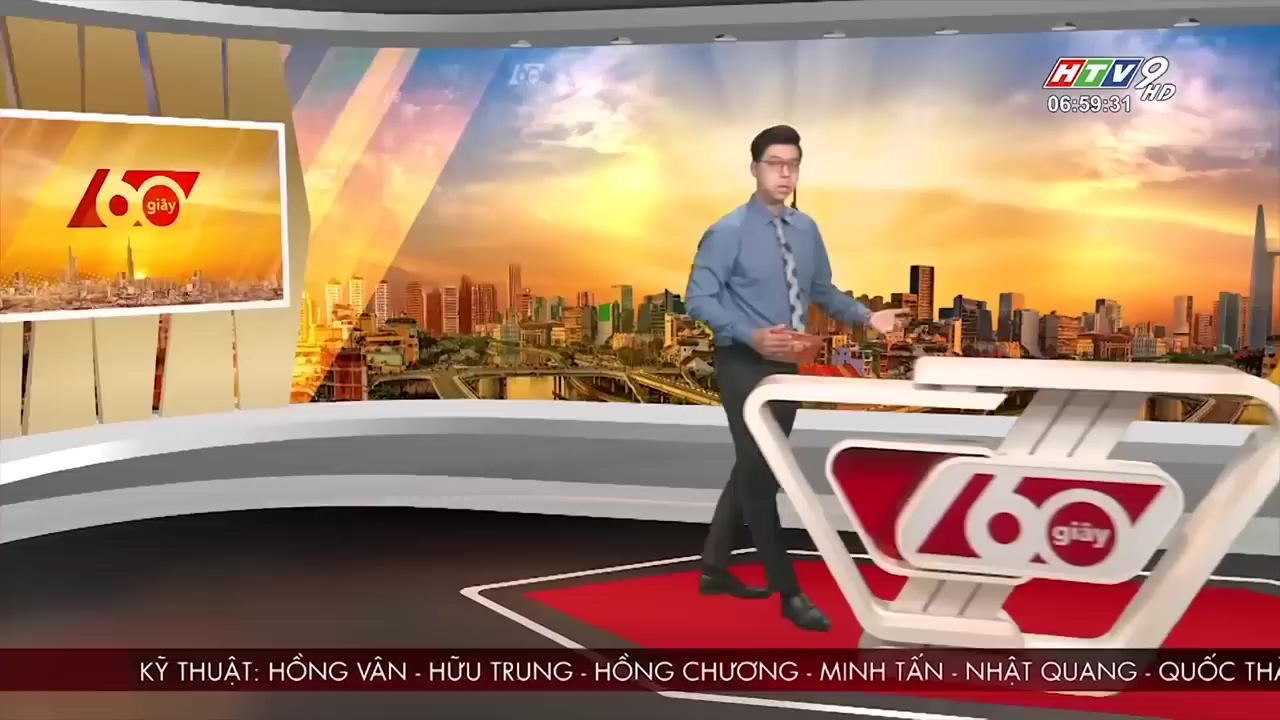 HTV9
HD
06:59:31
60
60 giây
60 giây
KỸ THUẬT: HỒNG VÂN - HỮU TRUNG - HỒNG CHƯƠNG - MINH TẤN - NHẬT QUANG - QUỐC